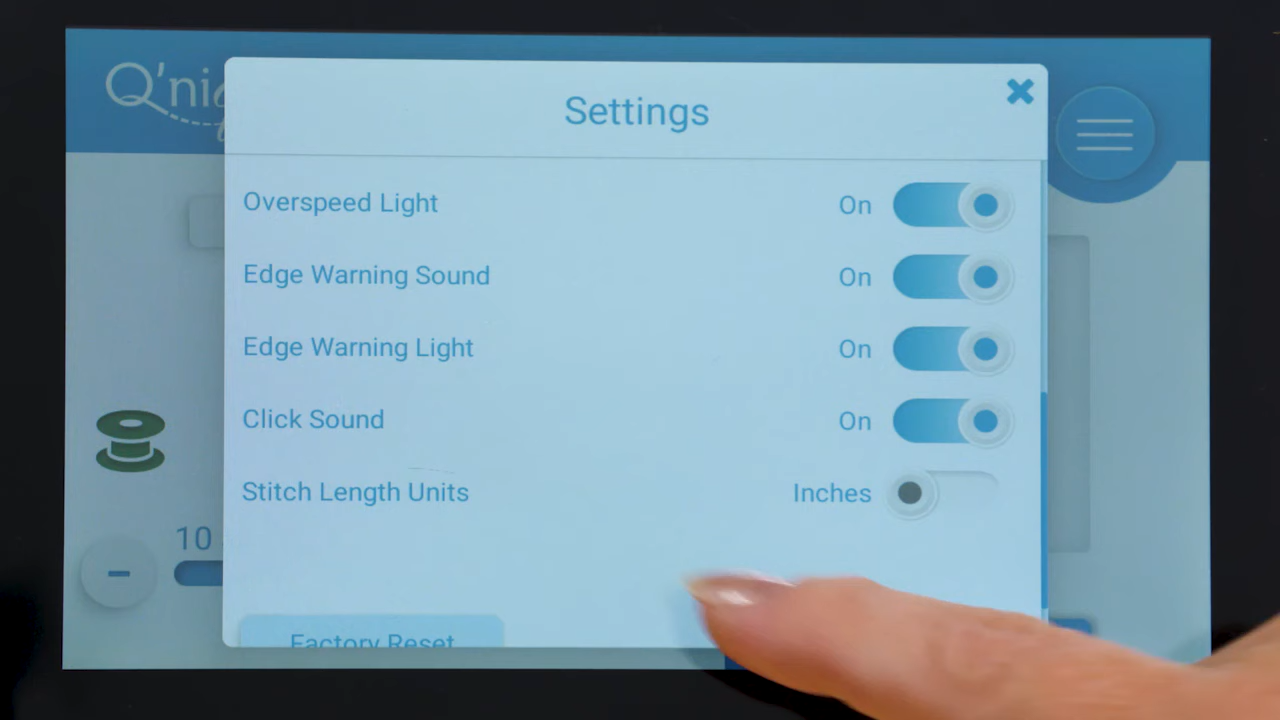 Settings
Overspeed Light On
Edge Warning Sound On
Edge Warning Light On
Click Sound On
Stitch Length Units Inches
10
Factory Reset